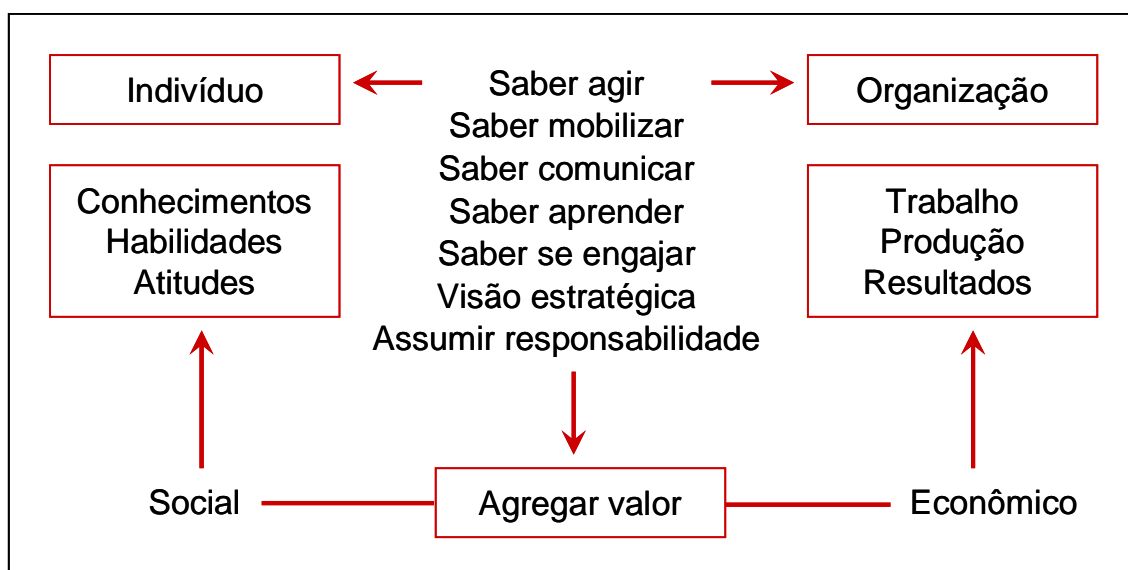 Indivíduo
Saber agir
Organização
Saber mobilizar
Saber comunicar
Saber aprender
Saber se engajar
Visão estratégica
Assumir responsabilidade
Conhecimentos
Habilidades
Atitudes
Trabalho
Produção
Resultados
Social
Agregar valor
Econômico